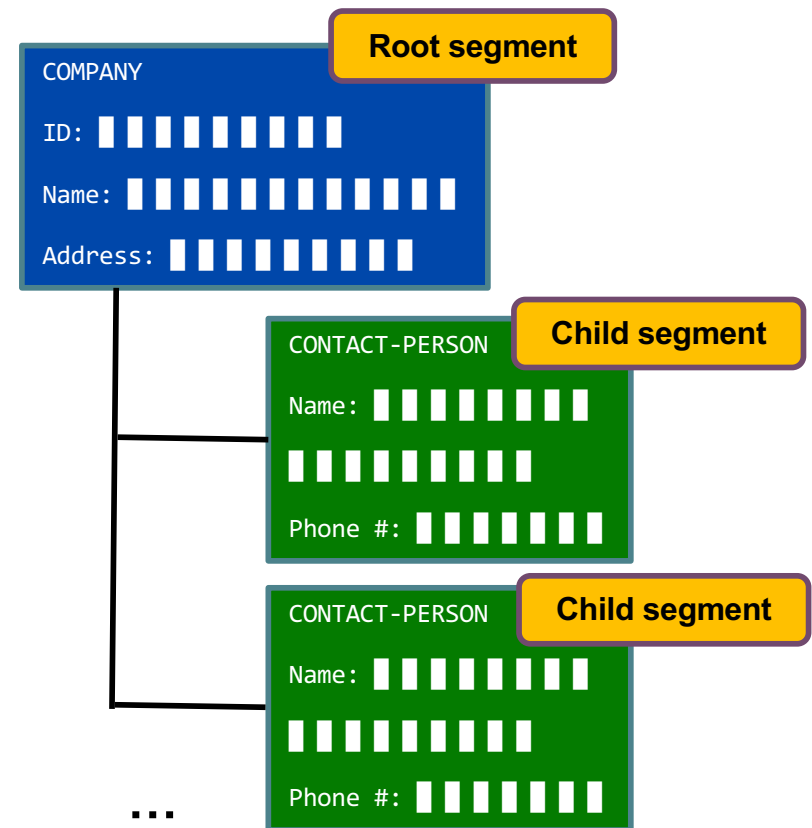 Root segment
COMPANY
ID:
Name:
Address:
Child segment
CONTACT-PERSON
Name:
Phone #:
Child segment
CONTACT-PERSON
Name:
Phone #:
...